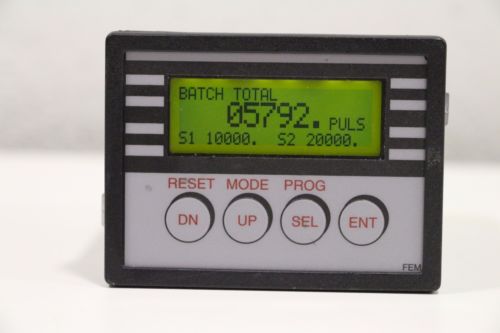 BATCH TOTAL
05792. PULS
S1 10000. S2 20000.
RESET MODE PROG
DN UP SEL ENT
FEM